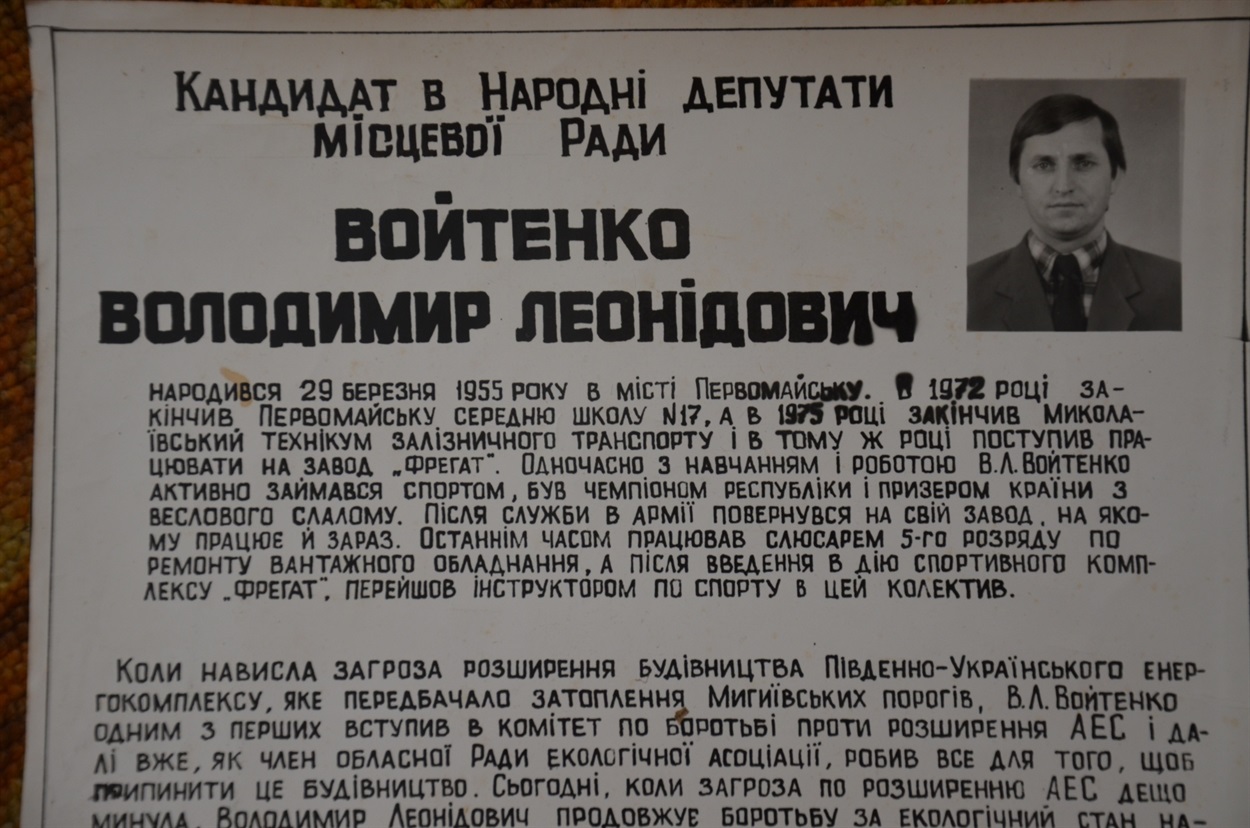 Кандидат в Народні депутати
місцевої Ради
ВОЙТЕНКО
ВОЛОДИМИР ЛЕОНІДОВИЧ
НАРОДИВСЯ 29 БЕРЕЗНЯ 1955 РОКУ В МІСТІ ПЕРВОМАЙСЬКУ. В 1972 РОЦІ ЗА-
КІНЧИВ ПЕРВОМАЙСЬКУ СЕРЕДНЮ ШКОЛУ N17, А В 1975 РОЦІ ЗАКІНЧИВ МИКОЛА-
ЇВСЬКИЙ ТЕХНІКУМ ЗАЛІЗНИЧНОГО ТРАНСПОРТУ І В ТОМУ Ж РОЦІ ПОСТУПИВ ПРА-
ЦЮВАТИ НА ЗАВОД „ФРЕГАТ". ОДНОЧАСНО З НАВЧАННЯМ І РОБОТОЮ В.Л.ВОЙТЕНКО
АКТИВНО ЗАЙМАВСЯ СПОРТОМ, БУВ ЧЕМПІОНОМ РЕСПУБЛІКИ І ПРИЗЕРОМ КРАЇНИ З
ВЕСЛОВОГО СЛАЛОМУ. ПІСЛЯ СЛУЖБИ В АРМІЇ ПОВЕРНУВСЯ НА СВІЙ ЗАВОД, НА ЯКО-
МУ ПРАЦЮЄ Й ЗАРАЗ. ОСТАННІМ ЧАСОМ ПРАЦЮВАВ СЛЮСАРЕМ 5-ГО РОЗРЯДУ ПО
РЕМОНТУ ВАНТАЖНОГО ОБЛАДНАННЯ, А ПІСЛЯ ВВЕДЕННЯ В ДІЮ СПОРТИВНОГО КОМП-
ЛЕКСУ „ФРЕГАТ", ПЕРЕЙШОВ ІНСТРУКТОРОМ ПО СПОРТУ В ЦЕЙ КОЛЕКТИВ.
КОЛИ НАВИСЛА ЗАГРОЗА РОЗШИРЕННЯ БУДІВНИЦТВА ПІВДЕННО-УКРАЇНСЬКОГО ЕНЕР-
ГОКОМПЛЕКСУ, ЯКЕ ПЕРЕДБАЧАЛО ЗАТОПЛЕННЯ МИГИЇВСЬКИХ ПОРОГІВ, В.Л.ВОЙТЕНКО
ОДНИМ З ПЕРШИХ ВСТУПИВ В КОМІТЕТ ПО БОРОТЬБІ ПРОТИ РОЗШИРЕННЯ АЕС І ДА-
ЛІ ВЖЕ, ЯК ЧЛЕН ОБЛАСНОЇ РАДИ ЕКОЛОГІЧНОЇ АСОЦІАЦІЇ, РОБИВ ВСЕ ДЛЯ ТОГО, ЩОБ
ПРИПИНИТИ ЦЕ БУДІВНИЦТВО. СЬОГОДНІ, КОЛИ ЗАГРОЗА ПО РОЗШИРЕННЮ АЕС ДЕЩО
МИНУЛА, ВОЛОДИМИР ЛЕОНІДОВИЧ ПРОДОВЖУЄ БОРОТЬБУ ЗА ЕКОЛОГІЧНИЙ СТАН НА-